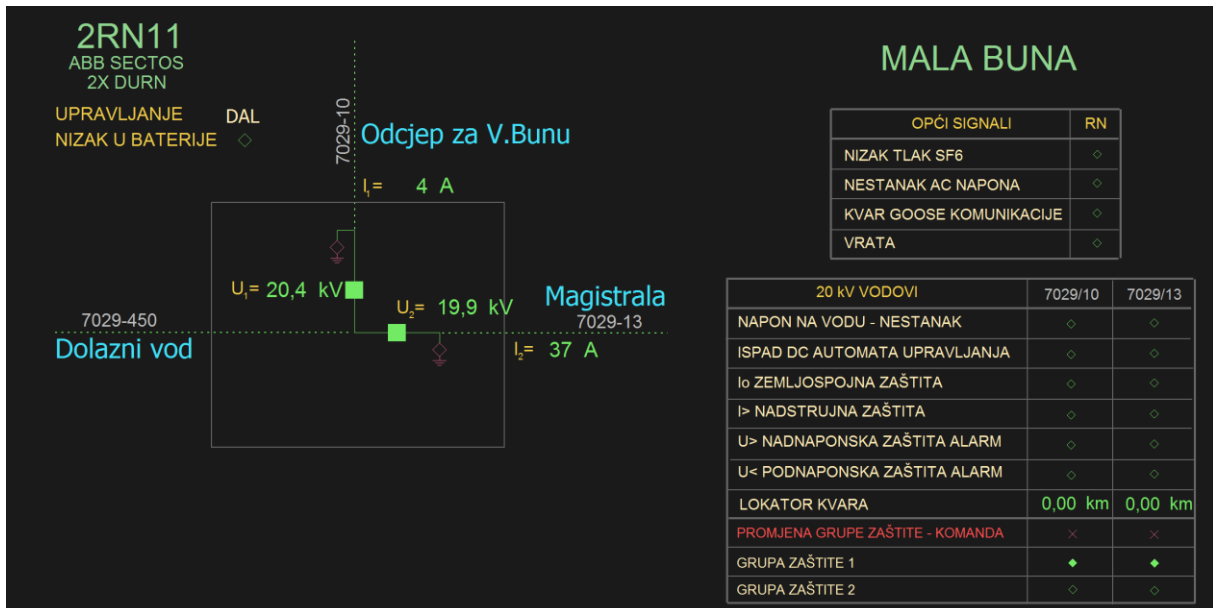 2RN11
ABB SECTOS
2X DURN
UPRAVLJANJE DAL
NIZAK U BATERIJE
7029-10
Odcjep za V.Bunu
I₁= 4 A
U₁= 20,4 kV
U₂= 19,9 kV
Magistrala
7029-13
I₂= 37 A
7029-450
Dolazni vod
MALA BUNA
OPĆI SIGNALI RN
NIZAK TLAK SF6
NESTANAK AC NAPONA
KVAR GOOSE KOMUNIKACIJE
VRATA
20 kV VODOVI 7029/10 7029/13
NAPON NA VODU - NESTANAK
ISPAD DC AUTOMATA UPRAVLJANJA
Io ZEMLJOSPOJNA ZAŠTITA
I> NADSTRUJNA ZAŠTITA
U> NADNAPONSKA ZAŠTITA ALARM
U< PODNAPONSKA ZAŠTITA ALARM
LOKATOR KVARA 0,00 km 0,00 km
PROMJENA GRUPE ZAŠTITE - KOMANDA
GRUPA ZAŠTITE 1
GRUPA ZAŠTITE 2